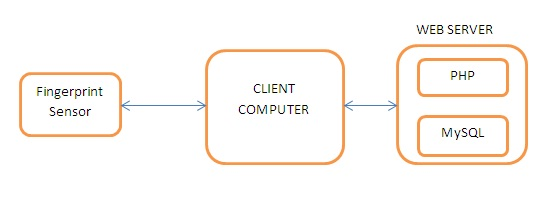 Fingerprint
Sensor
CLIENT
COMPUTER
WEB SERVER
PHP
MySQL